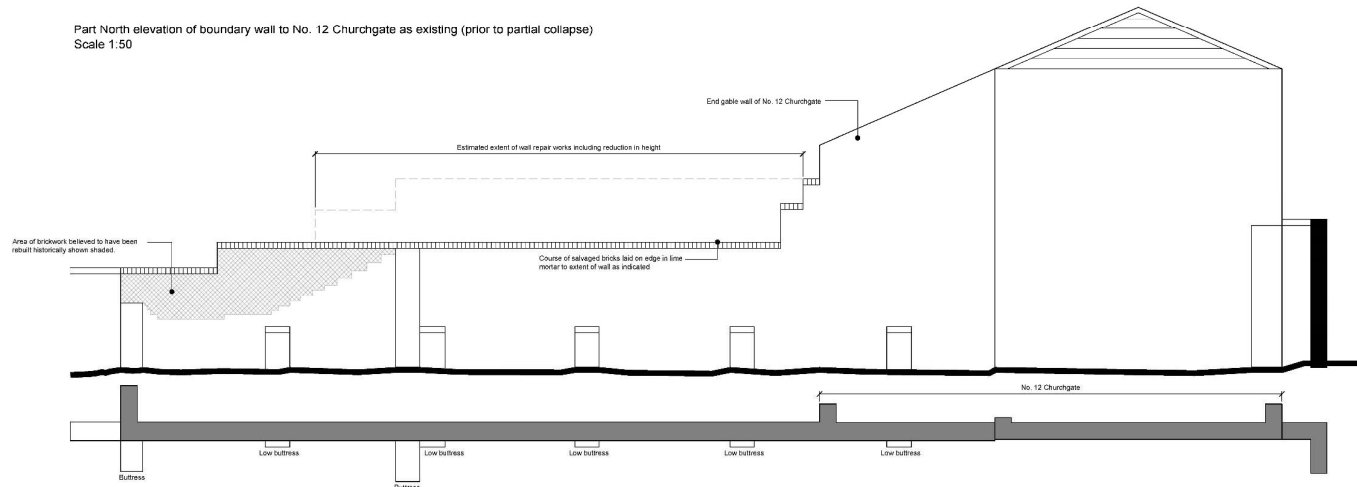 Part North elevation of boundary wall to No. 12 Churchgate as existing (prior to partial collapse)
Scale 1:50
End gable wall of No. 12 Churchgate
Estimated extent of wall repair works including reduction in height
Area of brickwork believed to have been
rebuilt historically shown shaded.
Course of salvaged bricks laid on edge in lime
mortar to extent of wall as indicated
No. 12 Churchgate
Low buttress
Low buttress
Low buttress
Low buttress
Low buttress
Buttress
Buttress